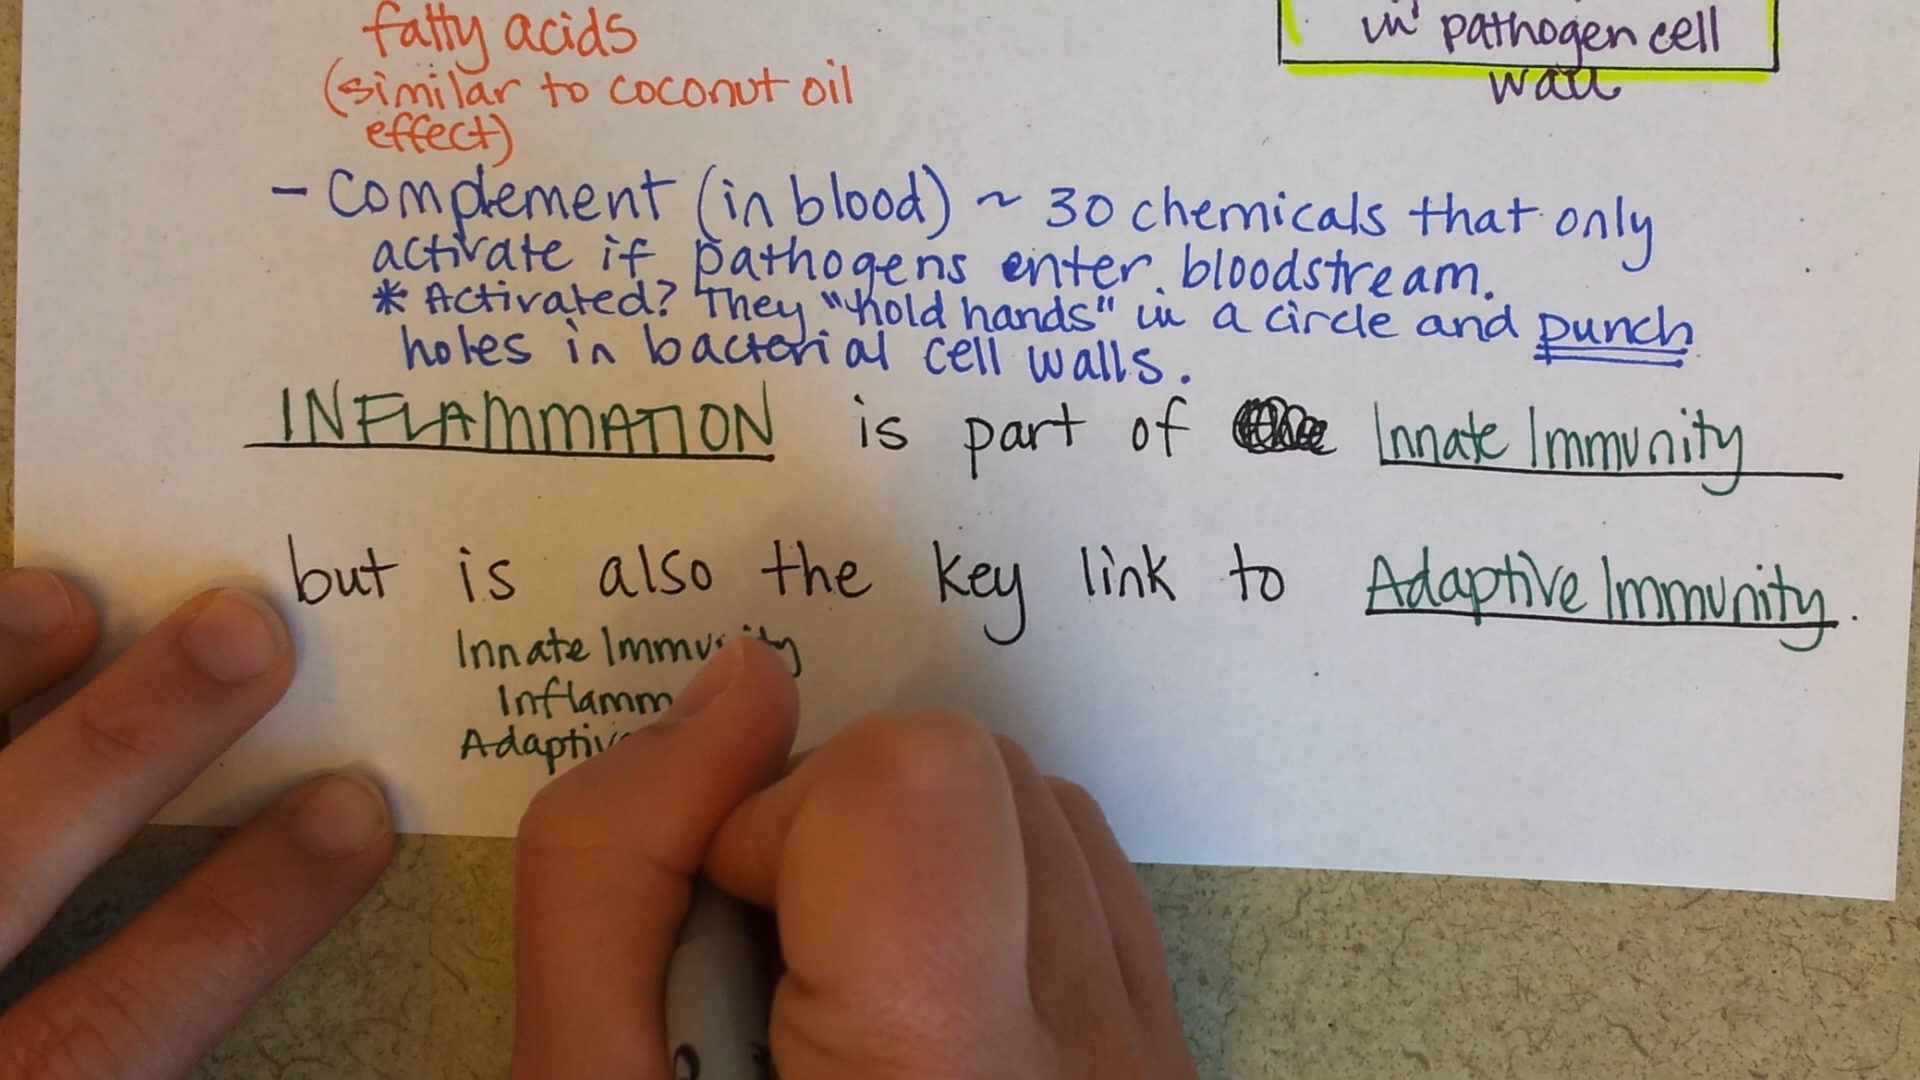 fatty acids
(similar to coconut oil
effect)
in pathogen cell
wall
- Complement (in blood) ~ 30 chemicals that only
activate if pathogens enter bloodstream.
* Activated? They "hold hands" in a circle and punch
holes in bacterial cell walls.
INFLAMMATION is part of Innate Immunity
but is also the key link to Adaptive Immunity.
Innate Immunity
Inflamm
Adaptive